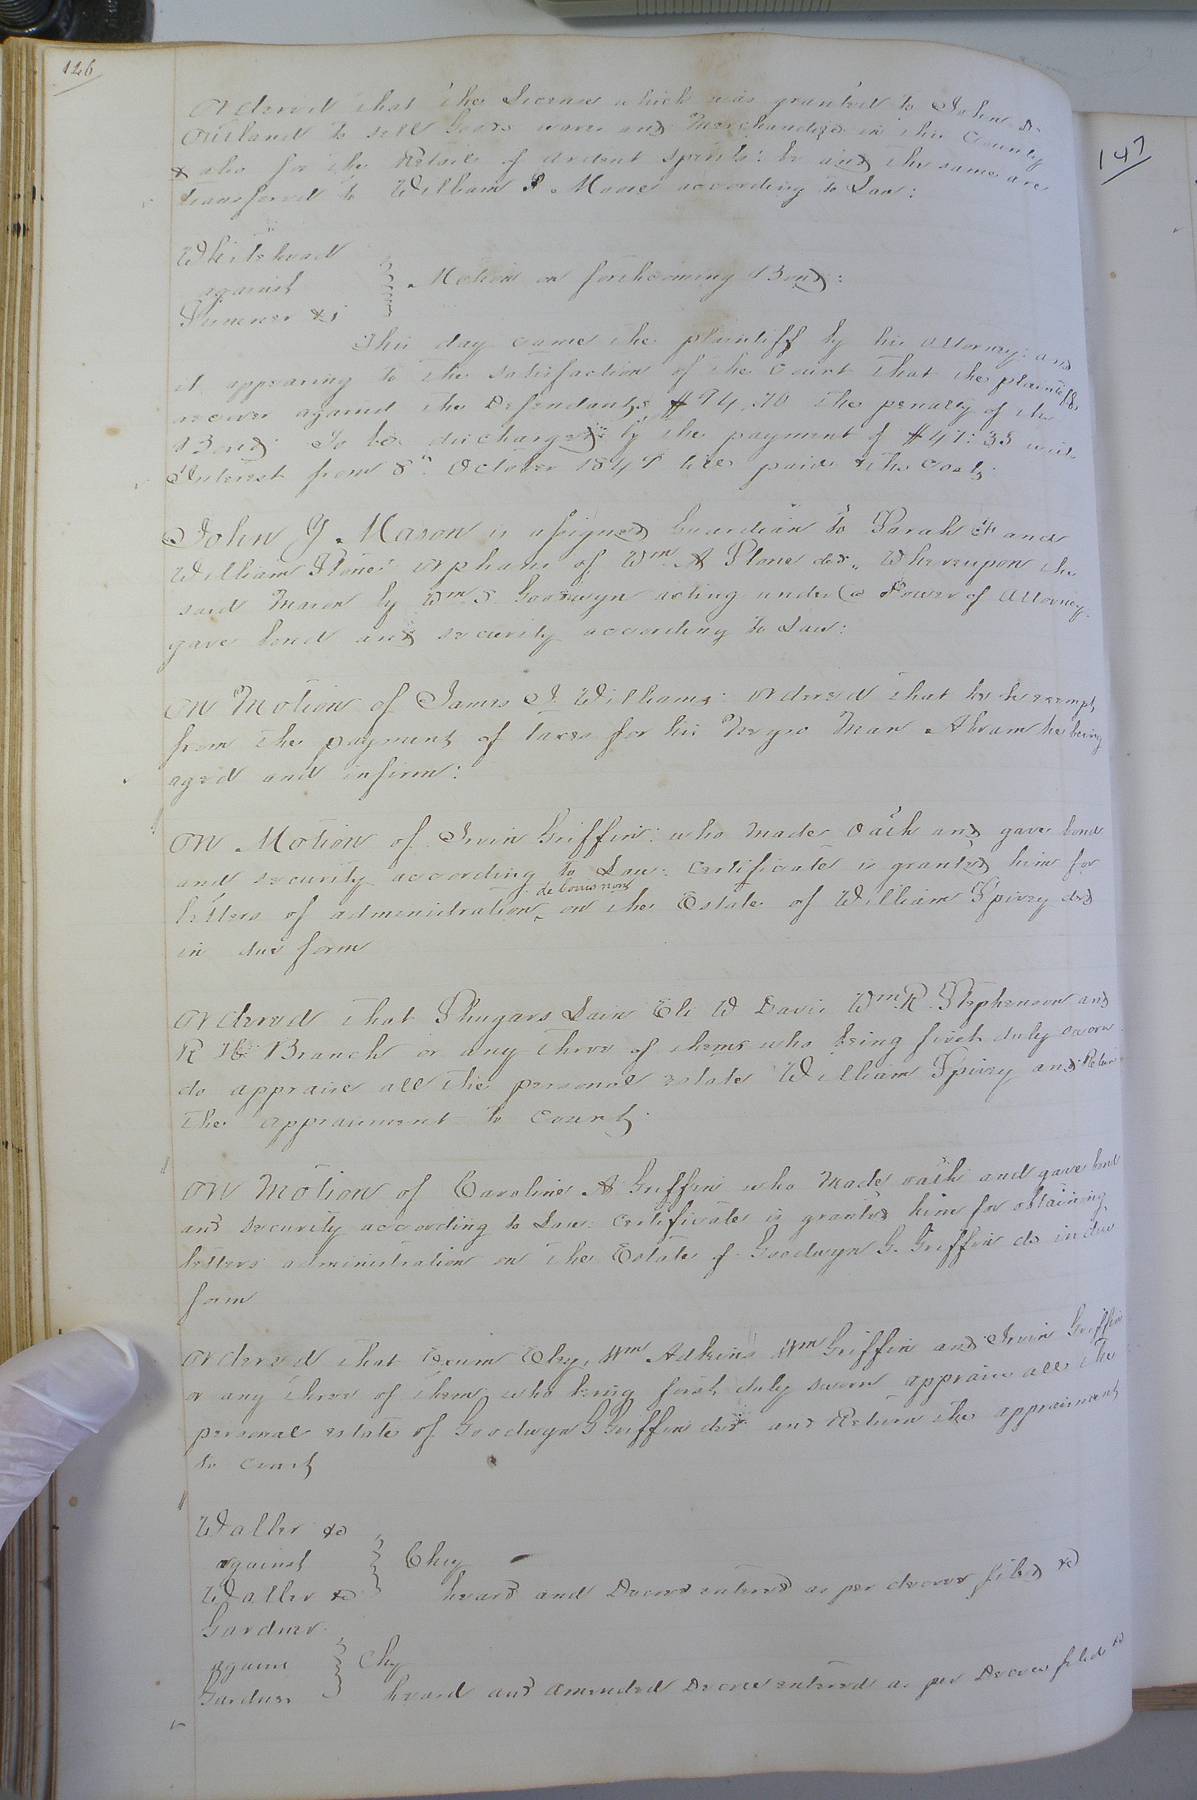 126
Ordered that the License which was granted to John D.
Outland to sell Goods wares and Merchandize in this County
& also for the Retail of ardent spirits: be and the same are
transferred to William P. Moore according to Law:
Whitehead
against
Sumner &c
Motion on forthcoming Bond:
This day came the plaintiff by his attorney and
it appearing to the satisfaction of the Court that the plaintiff
recover against the Defendants $94.70 the penalty of the
Bond To be discharged by the payment of $47:35 with
Interest from 8th October 1849 till paid & the Costs
John Y. Mason is assigned Guardian to Sarah and
William Stone orphans of Wm A Stone decd. Whereupon the
said Mason by Wm S. Goodwyn acting under a Power of Attorney
gave bond and security according to Law:
On Motion of James J. Williams: Ordered that he be exempt
from the payment of taxes for his Negro Man Abram he being
aged and infirm:
On Motion of Irvin Griffin: who made oath and gave bond
and security according to Law: certificate is granted him for
de bonis non
letters of administration on the Estate of William Spivey decd
in due form
Ordered that Shugars Lain Eli W Davis Wm R. Stephenson and
R H Branch or any three of them who being first duly sworn
do appraise all the personal estate William Spivey and Return
the appraisement to Court:
On Motion of Caroline A Griffin who Made oath and gave bond
and security according to Law: certificate is granted him for obtaining
letters administration on the Estate of Goodwyn G. Griffin de in due
form
Ordered that Exum Eley, Wm Adkins Wm Griffin and Irvin Griffin
or any three of them who being first duly sworn appraise all the
personal estate of Goodwyn G Griffin decd and Return the appraisement
to Court
Waller &c
against
Waller &c
Chy
heard and Decree entered as per decree filed &c
Gardner
against
Gardner
Chy
heard and amended Decree entered as per Decree filed &c
147